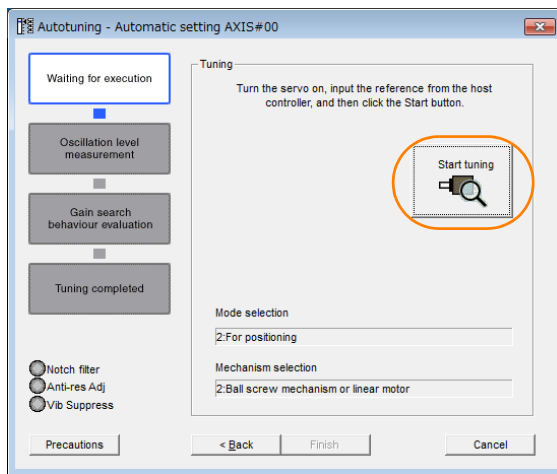 Autotuning - Automatic setting AXIS#00
Waiting for execution
Oscillation level
measurement
Gain search
behaviour evaluation
Tuning completed
Notch filter
Anti-res Adj
Vib Suppress
Tuning
Turn the servo on, input the reference from the host
controller, and then click the Start button.
Start tuning
Mode selection
2:For positioning
Mechanism selection
2:Ball screw mechanism or linear motor
Precautions
< Back
Finish
Cancel